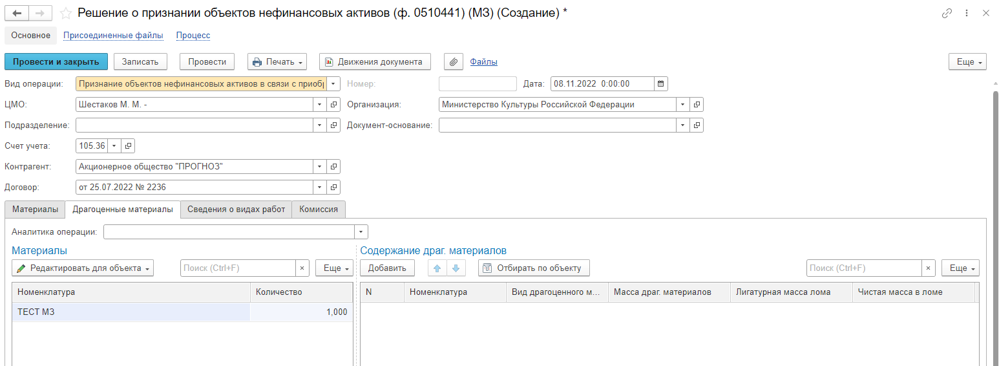 Решение о признании объектов нефинансовых активов (ф. 0510441) (МЗ) (Создание) *
Основное Присоединенные файлы Процесс
Провести и закрыть Записать Провести Печать Движения документа Файлы Еще
Вид операции: Признание объектов нефинансовых активов в связи с приоб Номер: Дата: 08.11.2022 0:00:00
ЦМО: Шестаков М. М. - Организация: Министерство Культуры Российской Федерации
Подразделение: Документ-основание:
Счет учета: 105.36
Контрагент: Акционерное общество "ПРОГНОЗ"
Договор: от 25.07.2022 № 2236
Материалы Драгоценные материалы Сведения о видах работ Комиссия
Аналитика операции:
Материалы Содержание драг. материалов
Редактировать для объекта Поиск (Ctrl+F) × Еще Добавить Отбирать по объекту Поиск (Ctrl+F) × Еще
Номенклатура Количество N Номенклатура Вид драгоценного м... Масса драг. материалов Лигатурная масса лома Чистая масса в ломе
ТЕСТ МЗ 1,000